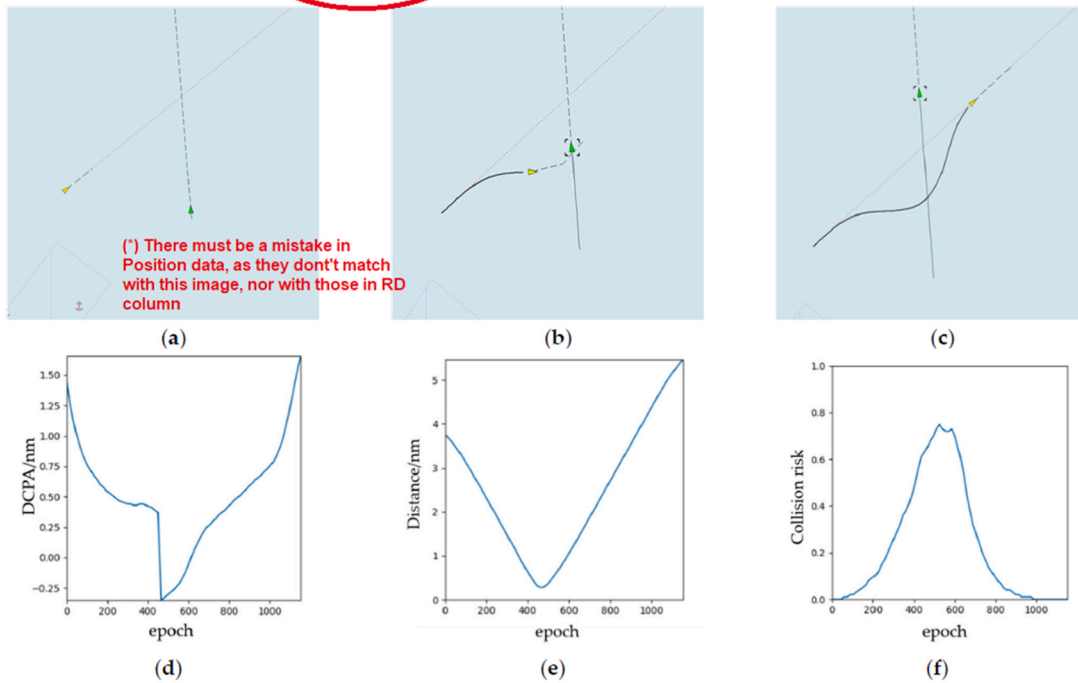 (*) There must be a mistake in
Position data, as they dont't match
with this image, nor with those in RD
column
(a)
(b)
(c)
1.50
1.25
1.00
0.75
0.50
0.25
0.00
−0.25
DCPA/nm
0 200 400 600 800 1000
epoch
5
4
3
2
1
0
Distance/nm
0 200 400 600 800 1000
epoch
1.0
0.8
0.6
0.4
0.2
0.0
Collision risk
0 200 400 600 800 1000
epoch
(d)
(e)
(f)